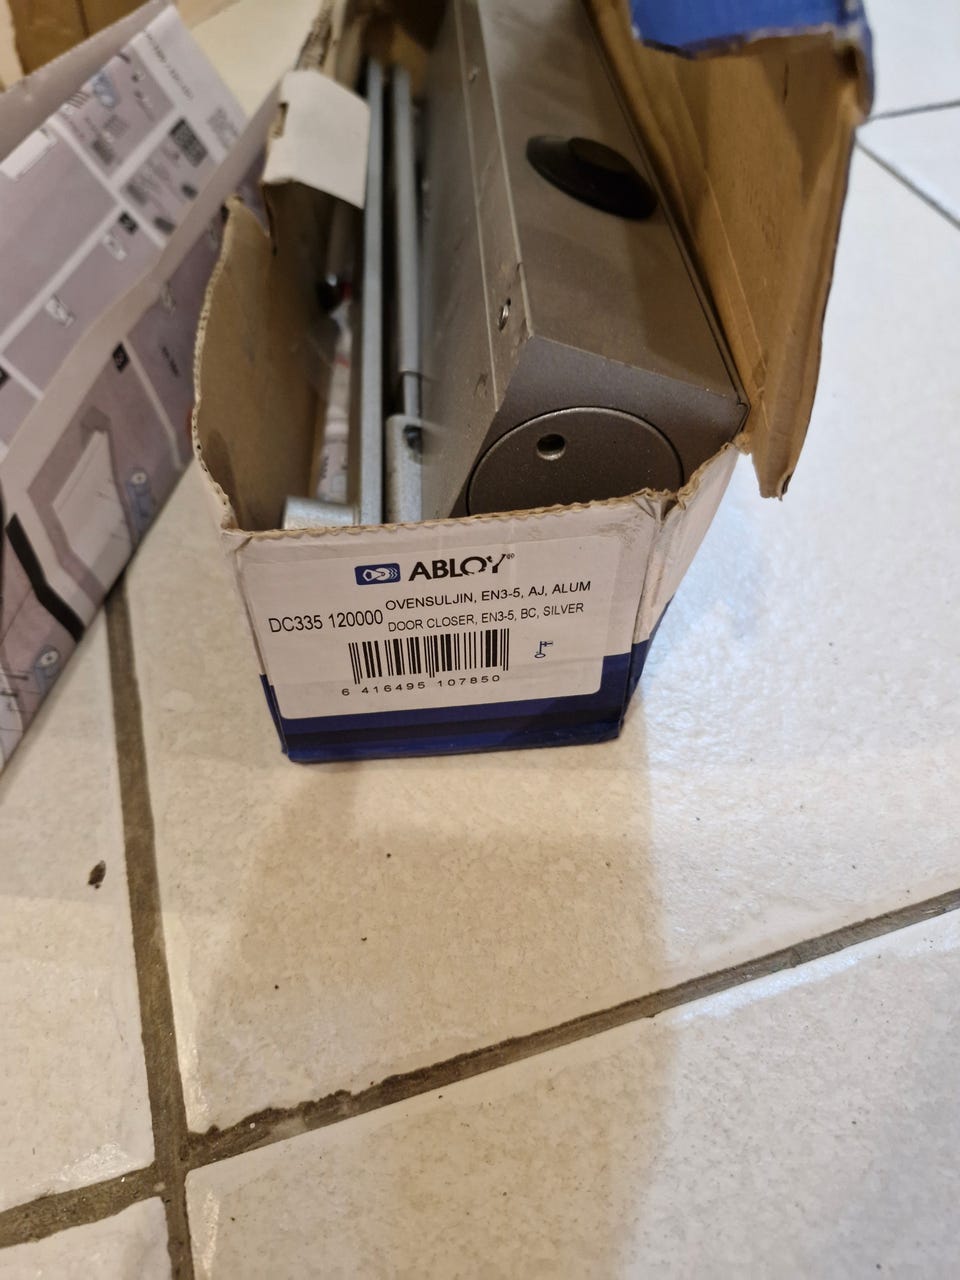 ABLOY®
DC335 120000
OVENSULJIN, EN3-5, AJ, ALUM
DOOR CLOSER, EN3-5, BC, SILVER
6 416495 107850